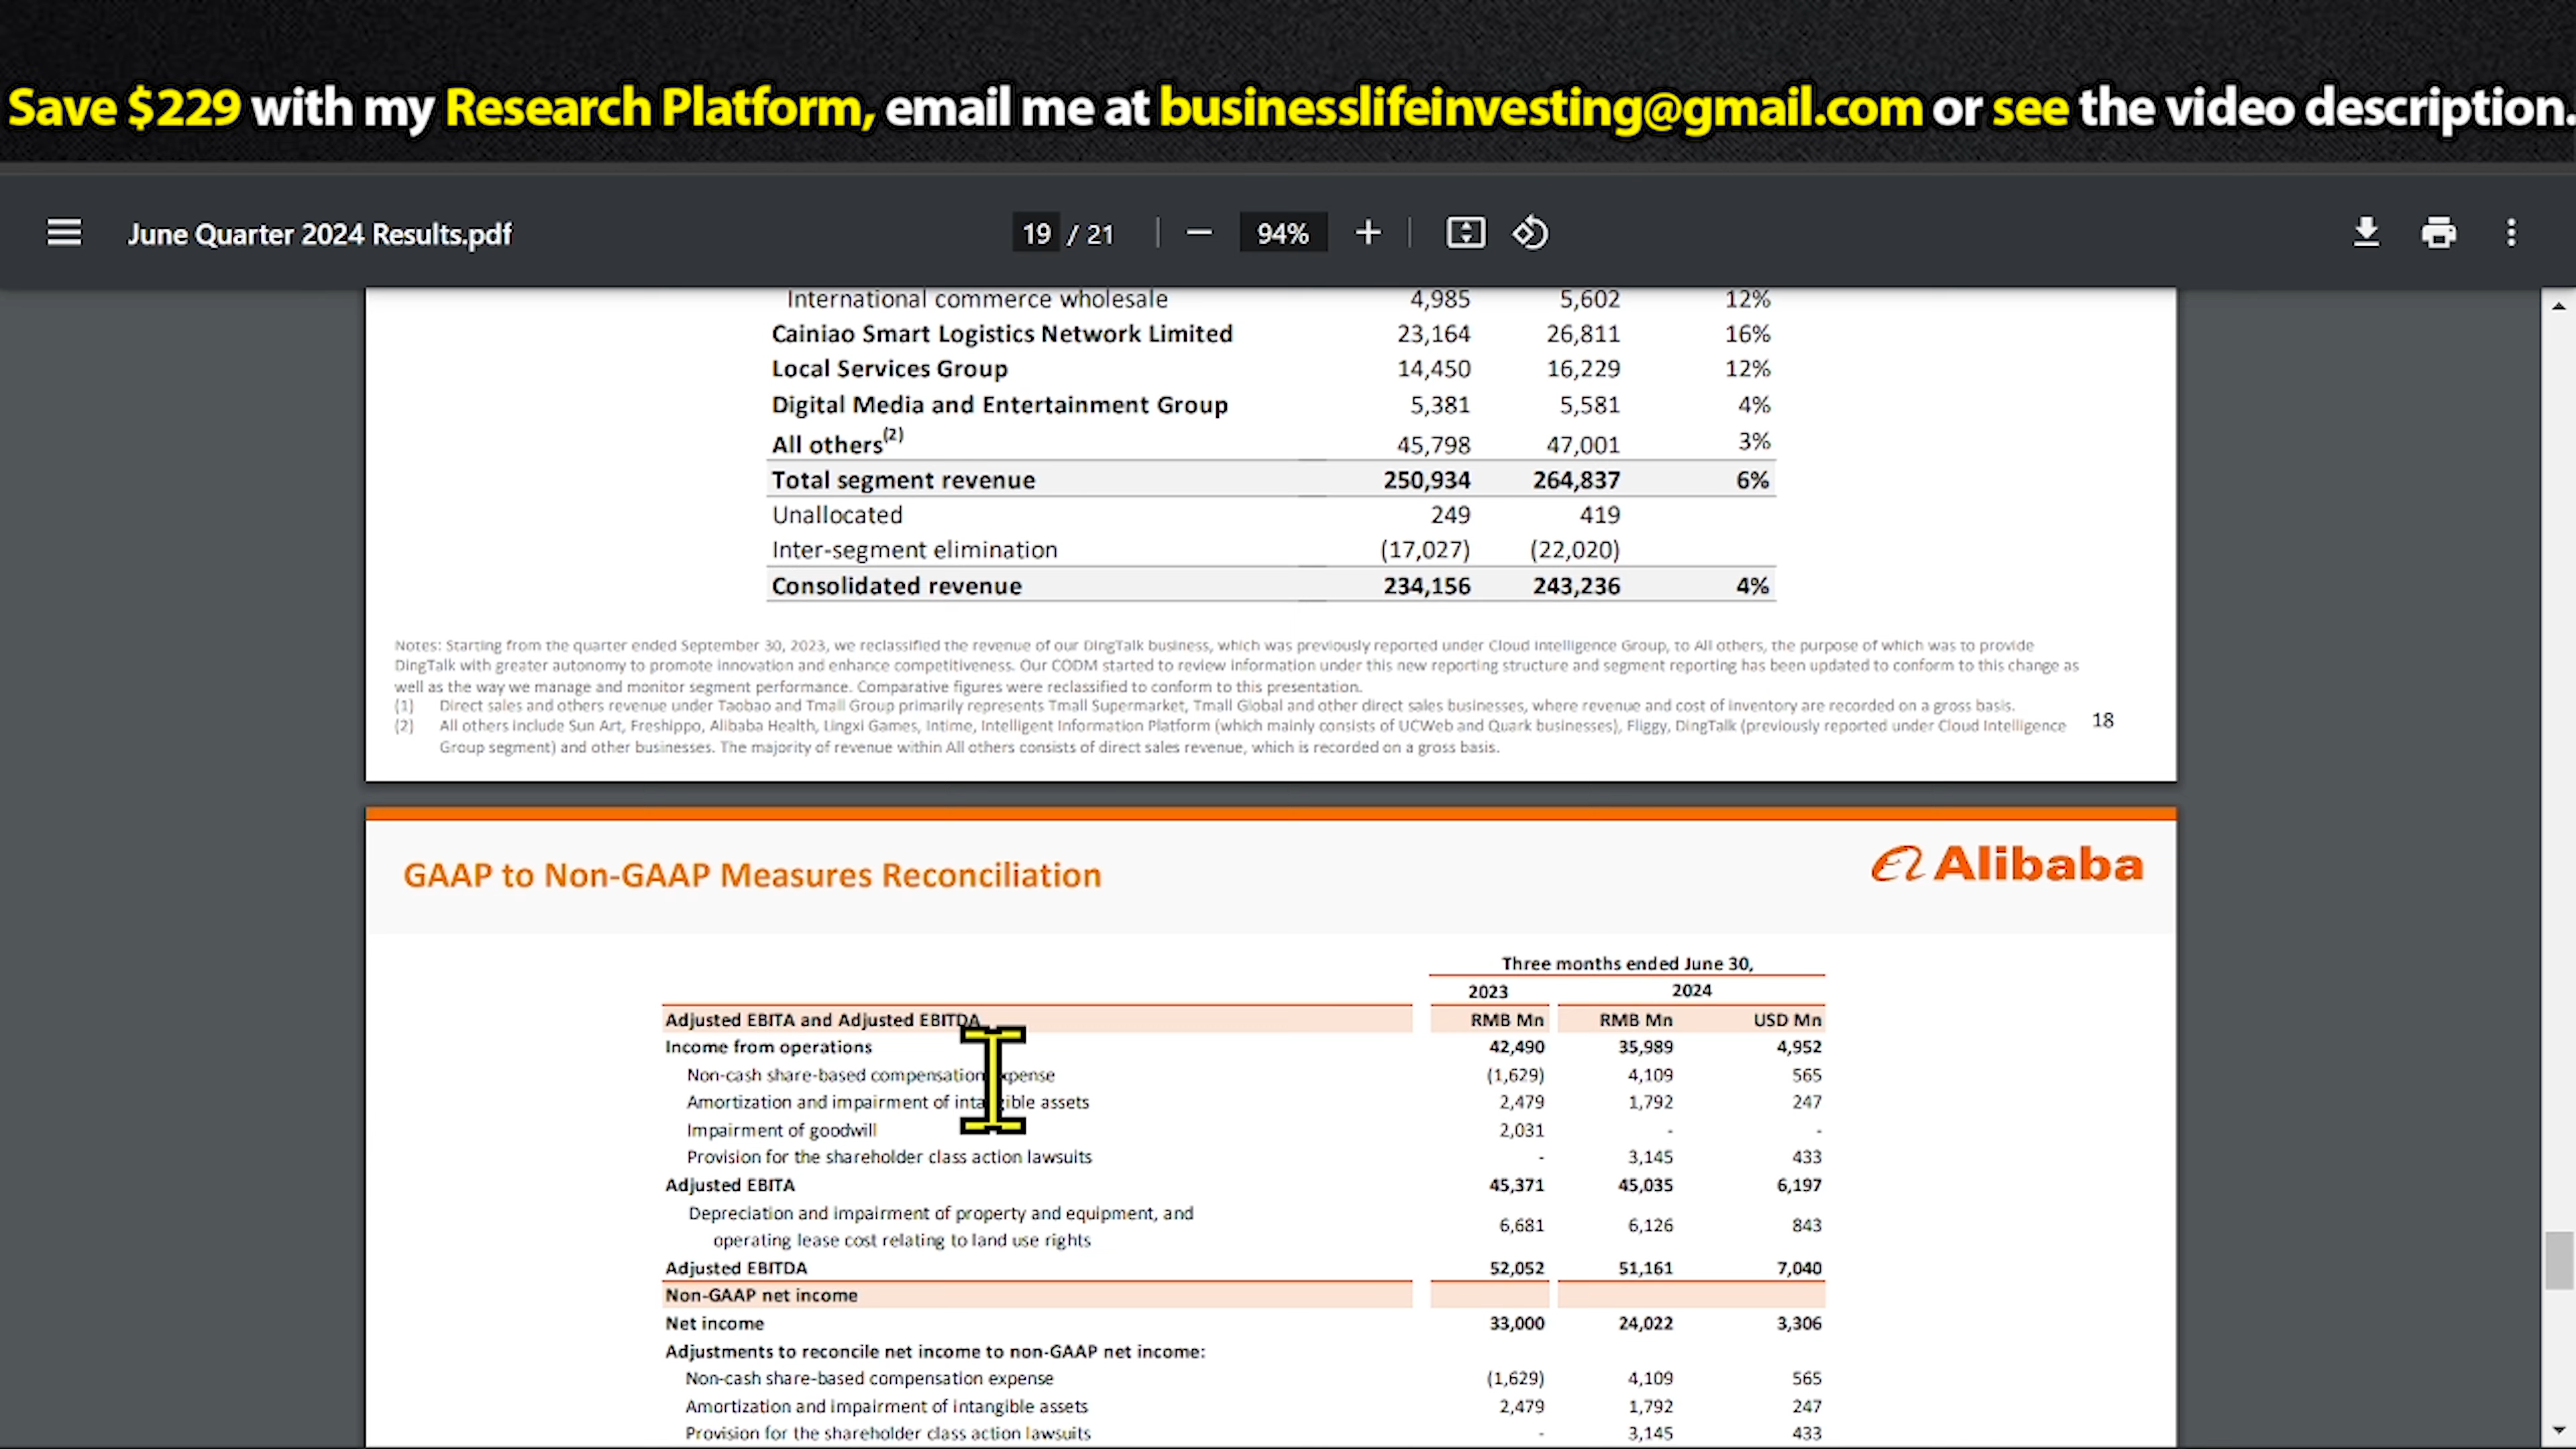 Save $229 with my Research Platform, email me at businesslifeinvesting@gmail.com or see the video description.
June Quarter 2024 Results.pdf 19 / 21 94%
International commerce wholesale 4,985 5,602 12%
Cainiao Smart Logistics Network Limited 23,164 26,811 16%
Local Services Group 14,450 16,229 12%
Digital Media and Entertainment Group 5,381 5,581 4%
All others(2) 45,798 47,001 3%
Total segment revenue 250,934 264,837 6%
Unallocated 249 419
Inter-segment elimination (17,027) (22,020)
Consolidated revenue 234,156 243,236 4%
Notes: Starting from the quarter ended September 30, 2023, we reclassified the revenue of our DingTalk business, which was previously reported under Cloud Intelligence Group, to All others, the purpose of which was to provide
DingTalk with greater autonomy to promote innovation and enhance competitiveness. Our CODM started to review information under this new reporting structure and segment reporting has been updated to conform to this change as
well as the way we manage and monitor segment performance. Comparative figures were reclassified to conform to this presentation.
(1) Direct sales and others revenue under Taobao and Tmall Group primarily represents Tmall Supermarket, Tmall Global and other direct sales businesses, where revenue and cost of inventory are recorded on a gross basis.
(2) All others include Sun Art, Freshippo, Alibaba Health, Lingxi Games, Intime, Intelligent Information Platform (which mainly consists of UCWeb and Quark businesses), Fliggy, DingTalk (previously reported under Cloud Intelligence
Group segment) and other businesses. The majority of revenue within All others consists of direct sales revenue, which is recorded on a gross basis.
18
GAAP to Non-GAAP Measures Reconciliation
Alibaba
Three months ended June 30,
2023 2024
Adjusted EBITA and Adjusted EBITDA RMB Mn RMB Mn USD Mn
Income from operations 42,490 35,989 4,952
Non-cash share-based compensation expense (1,629) 4,109 565
Amortization and impairment of intangible assets 2,479 1,792 247
Impairment of goodwill 2,031 - -
Provision for the shareholder class action lawsuits - 3,145 433
Adjusted EBITA 45,371 45,035 6,197
Depreciation and impairment of property and equipment, and
operating lease cost relating to land use rights 6,681 6,126 843
Adjusted EBITDA 52,052 51,161 7,040
Non-GAAP net income
Net income 33,000 24,022 3,306
Adjustments to reconcile net income to non-GAAP net income:
Non-cash share-based compensation expense (1,629) 4,109 565
Amortization and impairment of intangible assets 2,479 1,792 247
Provision for the shareholder class action lawsuits - 3,145 433